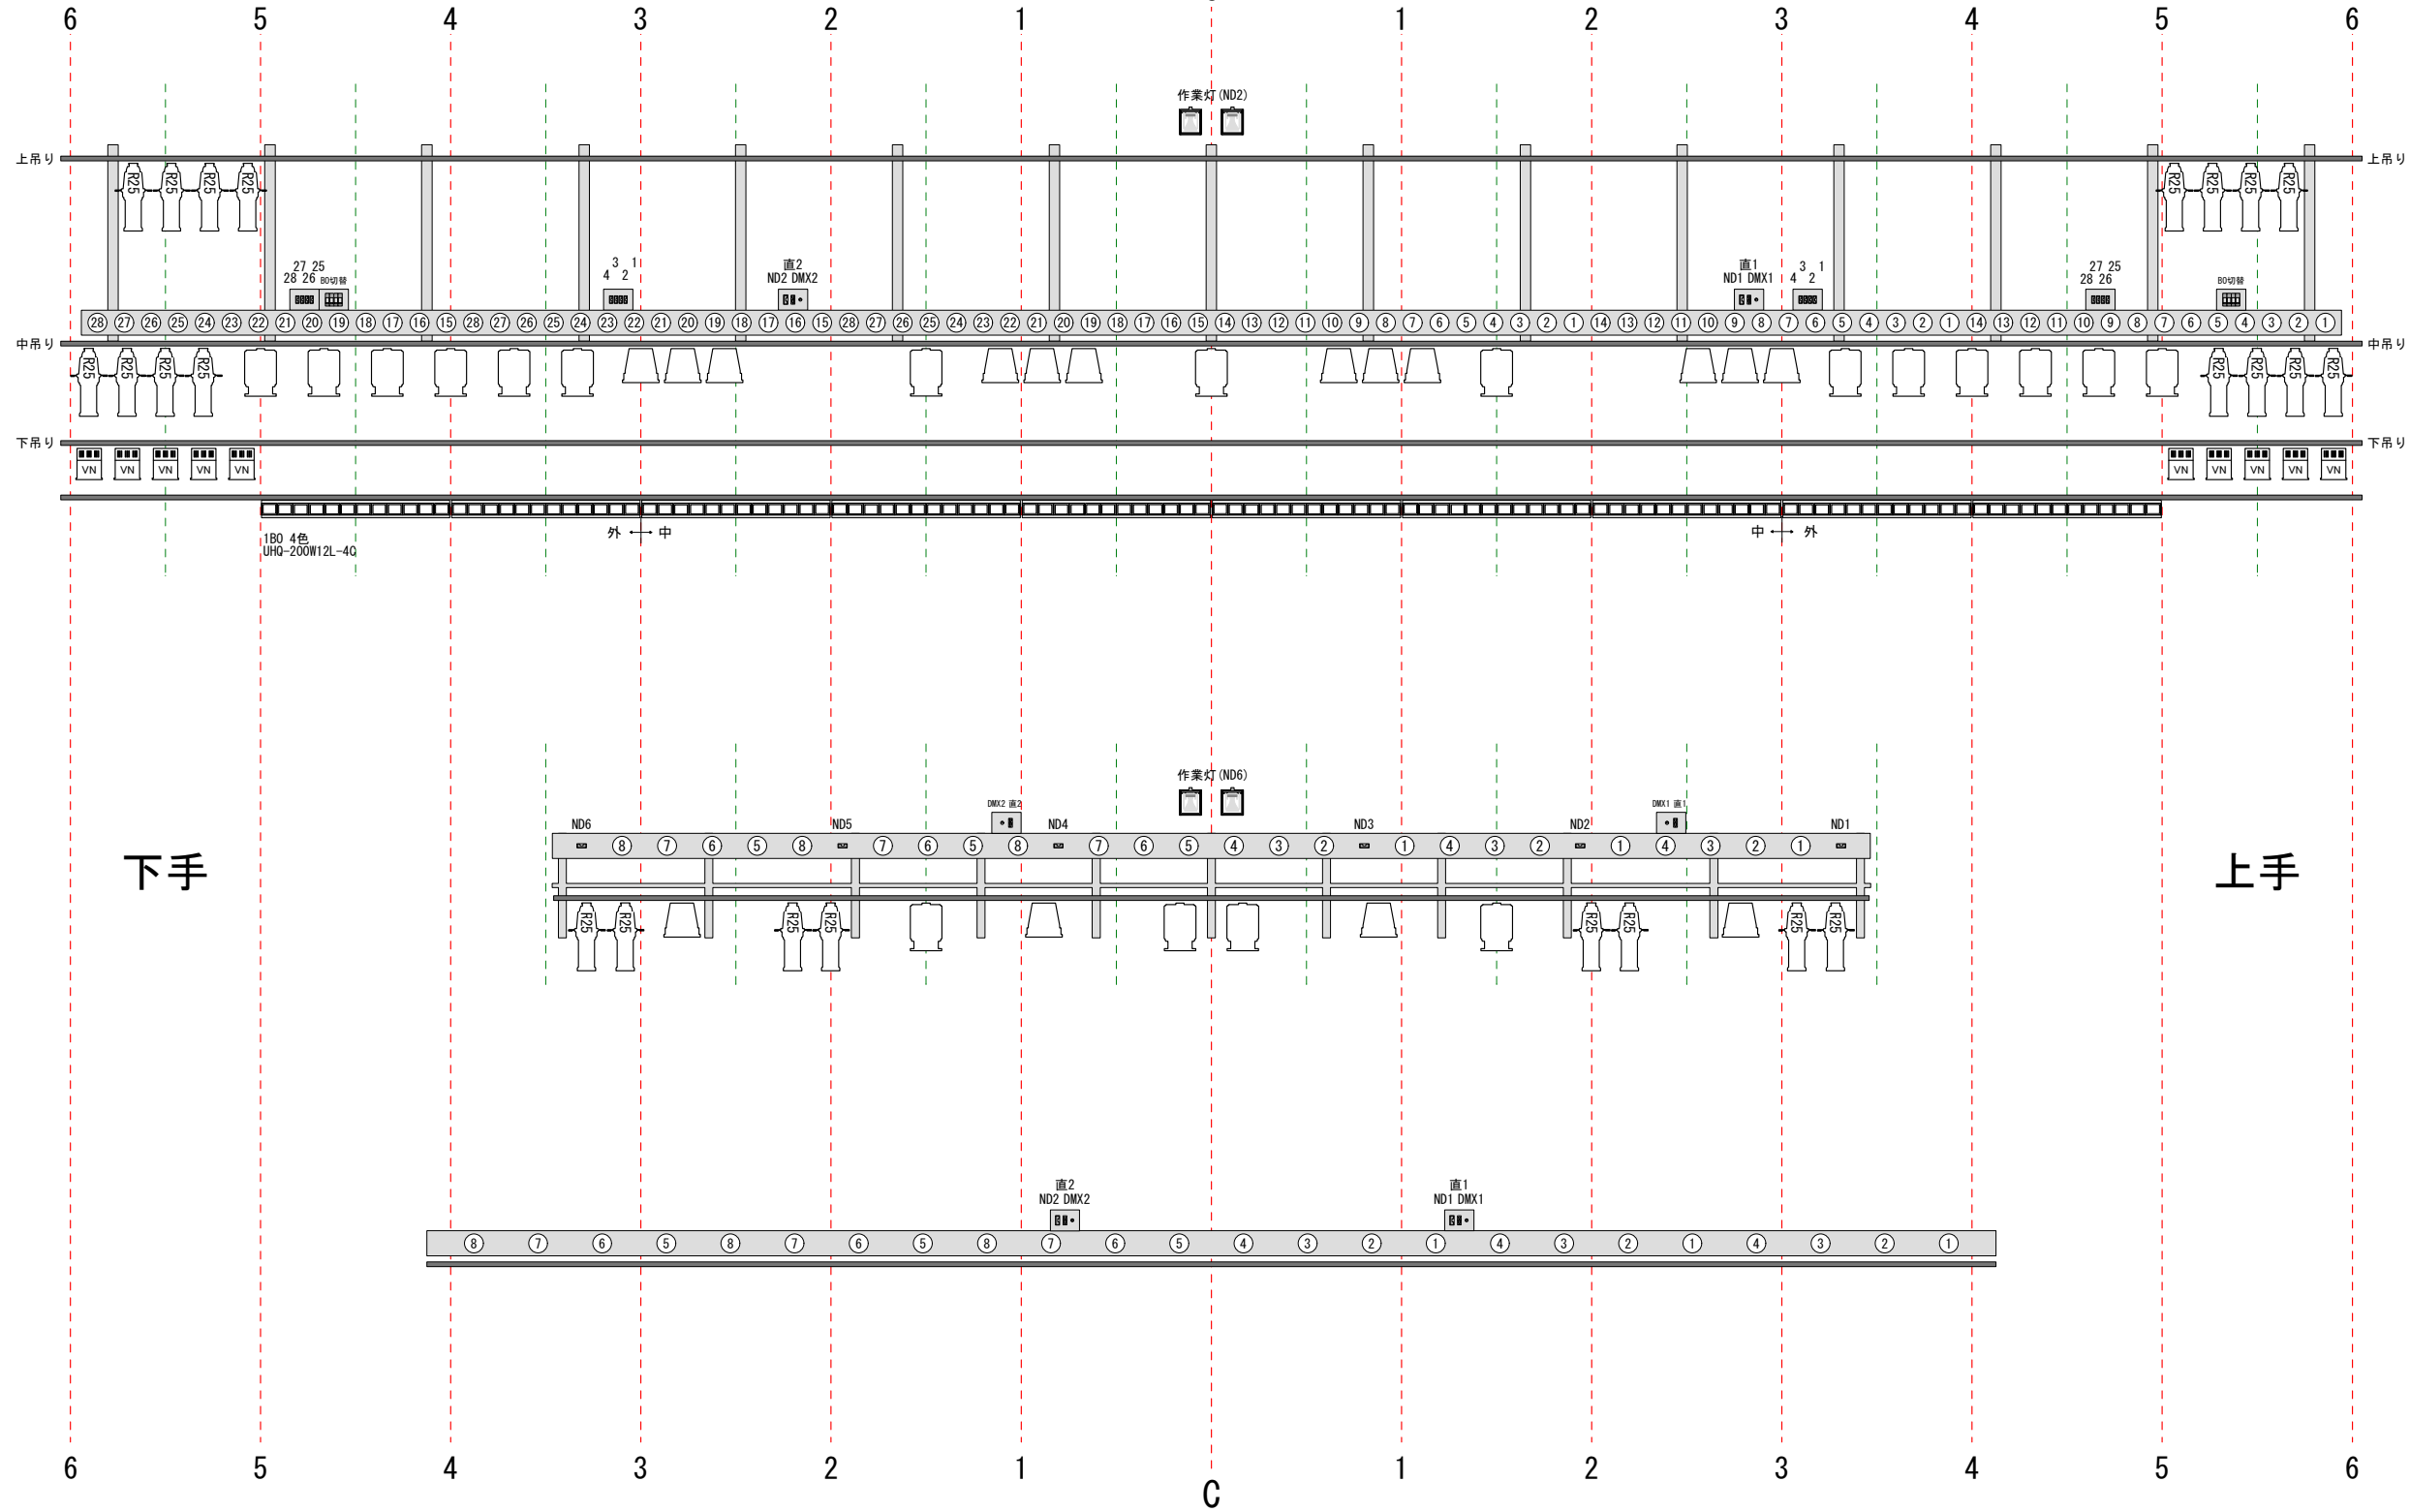 6 5 4 3 2 1 1 2 3 4 5 6
作業灯(ND2)
上吊り 上吊り
R25 R25 R25 R25 R25 R25 R25 R25
27 25 3 1 直2 直1 3 1 27 25
28 26 BO切替 4 2 ND2 DMX2 ND1 DMX1 4 2 28 26 BO切替
㉘ ㉗ ㉖ ㉕ ㉔ ㉓ ㉒ ㉑ ⑳ ⑲ ⑱ ⑰ ⑯ ⑮ ㉘ ㉗ ㉖ ㉕ ㉔ ㉓ ㉒ ㉑ ⑳ ⑲ ⑱ ⑰ ⑯ ⑮ ㉘ ㉗ ㉖ ㉕ ㉔ ㉓ ㉒ ㉑ ⑳ ⑲ ⑱ ⑰ ⑯ ⑮ ⑭ ⑬ ⑫ ⑪ ⑩ ⑨ ⑧ ⑦ ⑥ ⑤ ④ ③ ② ① ⑭ ⑬ ⑫ ⑪ ⑩ ⑨ ⑧ ⑦ ⑥ ⑤ ④ ③ ② ① ⑭ ⑬ ⑫ ⑪ ⑩ ⑨ ⑧ ⑦ ⑥ ⑤ ④ ③ ② ①
中吊り 中吊り
R25 R25 R25 R25 R25 R25 R25 R25
下吊り 下吊り
VN VN VN VN VN VN VN VN VN VN
外 中 中 外
1BO 4色
UHQ-200W12L-4C
作業灯(ND6)
DMX2 直2 DMX1 直1
ND6 ND5 ND4 ND3 ND2 ND1
⑧ ⑦ ⑥ ⑤ ⑧ ⑦ ⑥ ⑤ ⑧ ⑦ ⑥ ⑤ ④ ③ ② ① ④ ③ ② ① ④ ③ ② ①
下手 上手
R25 R25 R25 R25 R25 R25 R25 R25
直2 直1
ND2 DMX2 ND1 DMX1
⑧ ⑦ ⑥ ⑤ ⑧ ⑦ ⑥ ⑤ ⑧ ⑦ ⑥ ⑤ ④ ③ ② ① ④ ③ ② ① ④ ③ ② ①
6 5 4 3 2 1 C 1 2 3 4 5 6